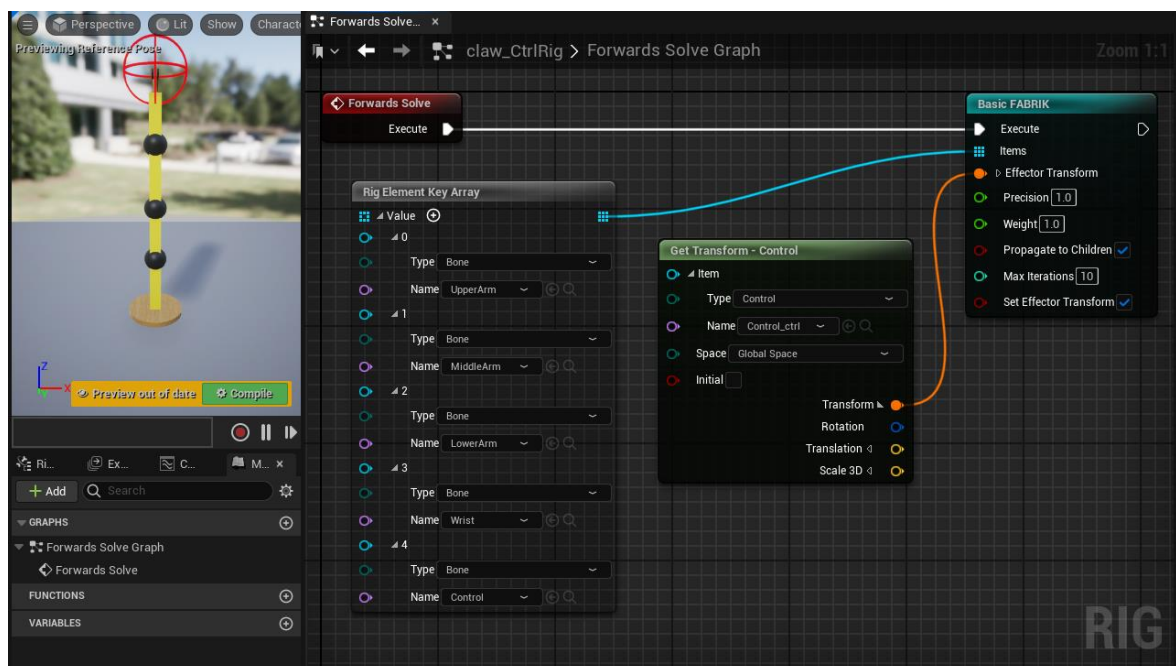 Perspective
Lit
Show
Charact
Previewing Reference Pose
Z
X
Preview out of date
Compile
Ri...
Ex...
C...
M...
Add
Search
GRAPHS
Forwards Solve Graph
Forwards Solve
FUNCTIONS
VARIABLES
Forwards Solve...
claw_CtrlRig > Forwards Solve Graph
Zoom 1:1
Forwards Solve
Execute
Rig Element Key Array
Value
0
Type Bone
Name UpperArm
1
Type Bone
Name MiddleArm
2
Type Bone
Name LowerArm
3
Type Bone
Name Wrist
4
Type Bone
Name Control
Get Transform - Control
Item
Type Control
Name Control_ctrl
Space Global Space
Initial
Transform
Rotation
Translation
Scale 3D
Basic FABRIK
Execute
Items
Effector Transform
Precision 1.0
Weight 1.0
Propagate to Children
Max Iterations 10
Set Effector Transform
RIG